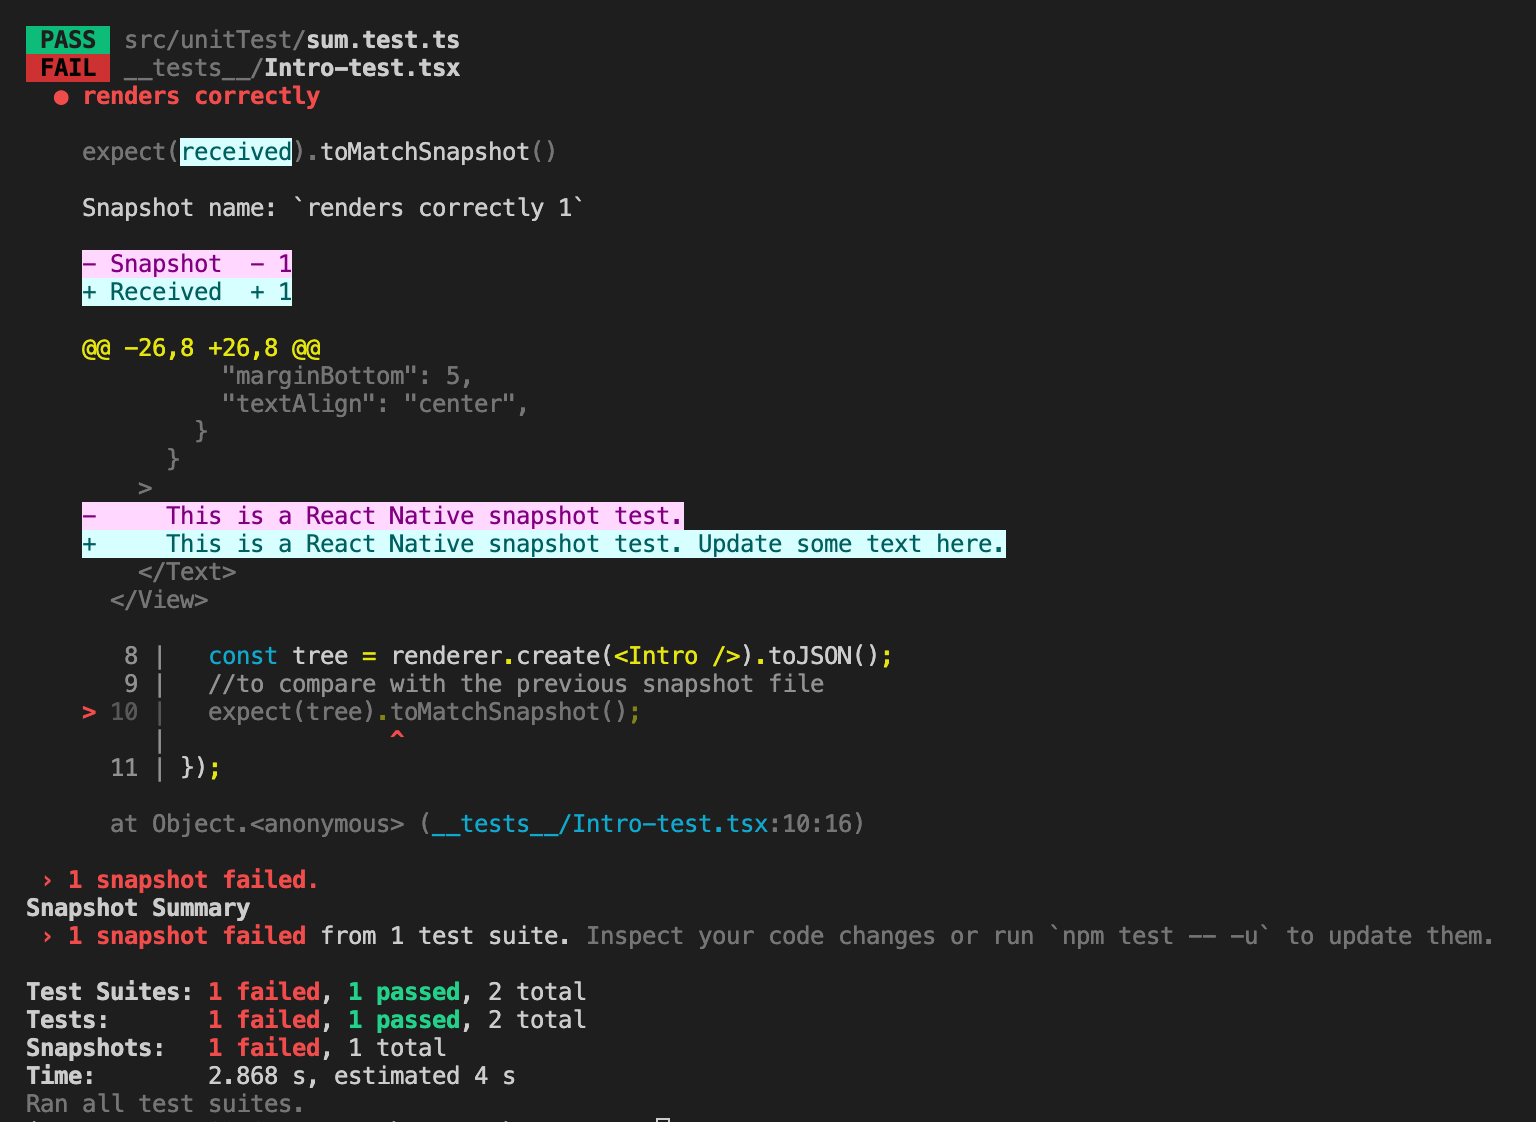 PASS src/unitTest/sum.test.ts
FAIL __tests__/Intro-test.tsx
● renders correctly
expect(received).toMatchSnapshot()
Snapshot name: `renders correctly 1`
- Snapshot  - 1
+ Received  + 1
@@ -26,8 +26,8 @@
"marginBottom": 5,
"textAlign": "center",
}
}
>
-     This is a React Native snapshot test.
+     This is a React Native snapshot test. Update some text here.
</Text>
</View>
8 |   const tree = renderer.create(<Intro />).toJSON();
9 |   //to compare with the previous snapshot file
> 10 |   expect(tree).toMatchSnapshot();
|                ^
11 | });
at Object.<anonymous> (__tests__/Intro-test.tsx:10:16)
› 1 snapshot failed.
Snapshot Summary
› 1 snapshot failed from 1 test suite. Inspect your code changes or run `npm test -- -u` to update them.
Test Suites: 1 failed, 1 passed, 2 total
Tests:       1 failed, 1 passed, 2 total
Snapshots:   1 failed, 1 total
Time:        2.868 s, estimated 4 s
Ran all test suites.